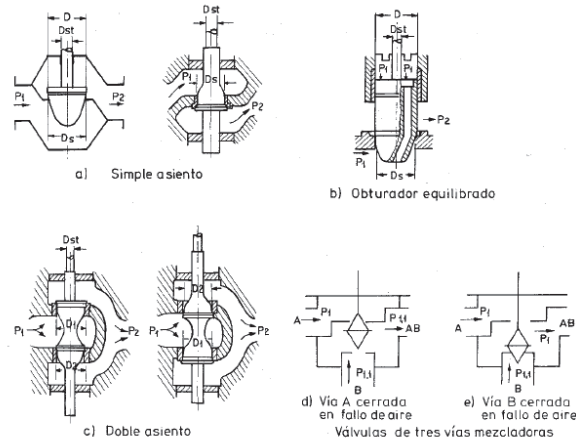 D
Dst
P1
P2
Ds
Dst
P1
Ds
P2
a) Simple asiento
D
Dst
P1
P1
P2
P1
Ds
b) Obturador equilibrado
Dst
D1
D2
P1
P2
D2
D1
P1
P2
c) Doble asiento
P1
P1,1
A
AB
P1,1
B
d) Vía A cerrada
en fallo de aire
P1
A
AB
P1
P1,1
B
e) Vía B cerrada
en fallo de aire
Válvulas de tres vías mezcladoras